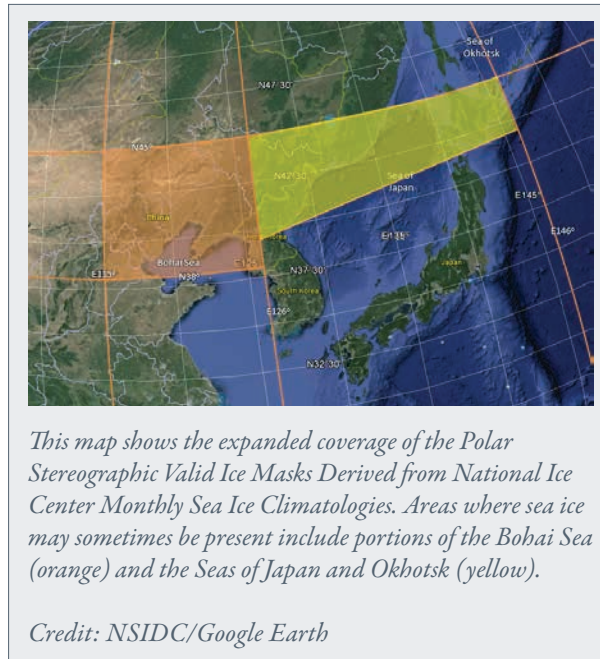 Sea of
Okhotsk
N47° 30'
N45°
N42° 30'
Sea of
Japan
China
E145°
E146°
E135°
Bohai Sea
E115°
N38°
N37° 30'
South Korea
Japan
E126°
N32° 30'
This map shows the expanded coverage of the Polar
Stereographic Valid Ice Masks Derived from National Ice
Center Monthly Sea Ice Climatologies. Areas where sea ice
may sometimes be present include portions of the Bohai Sea
(orange) and the Seas of Japan and Okhotsk (yellow).
Credit: NSIDC/Google Earth